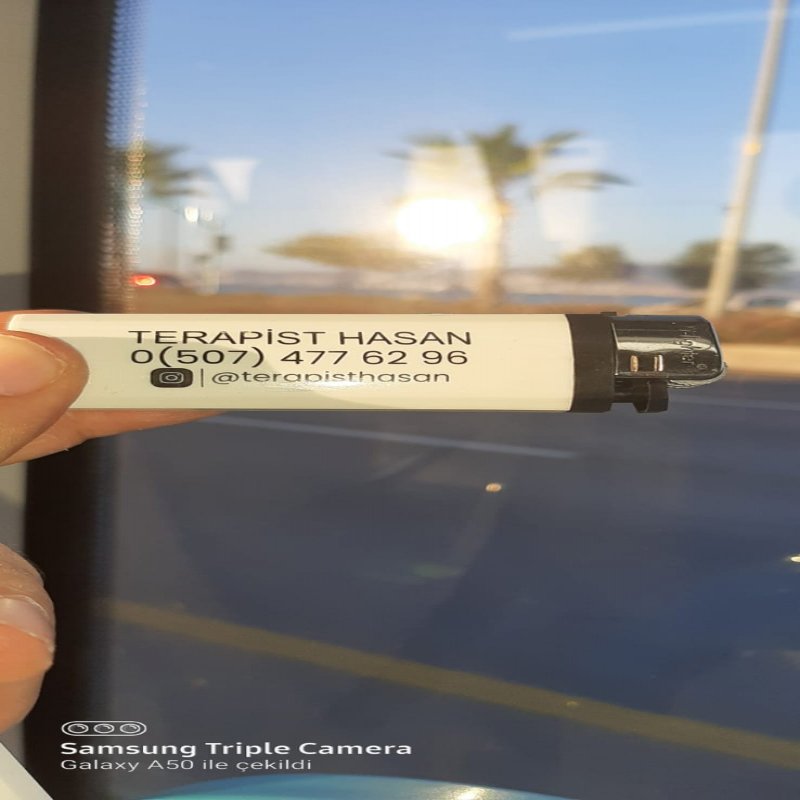 TERAPİST HASAN
0(507) 477 62 96
@terapisthasan
Samsung Triple Camera
Galaxy A50 ile çekildi